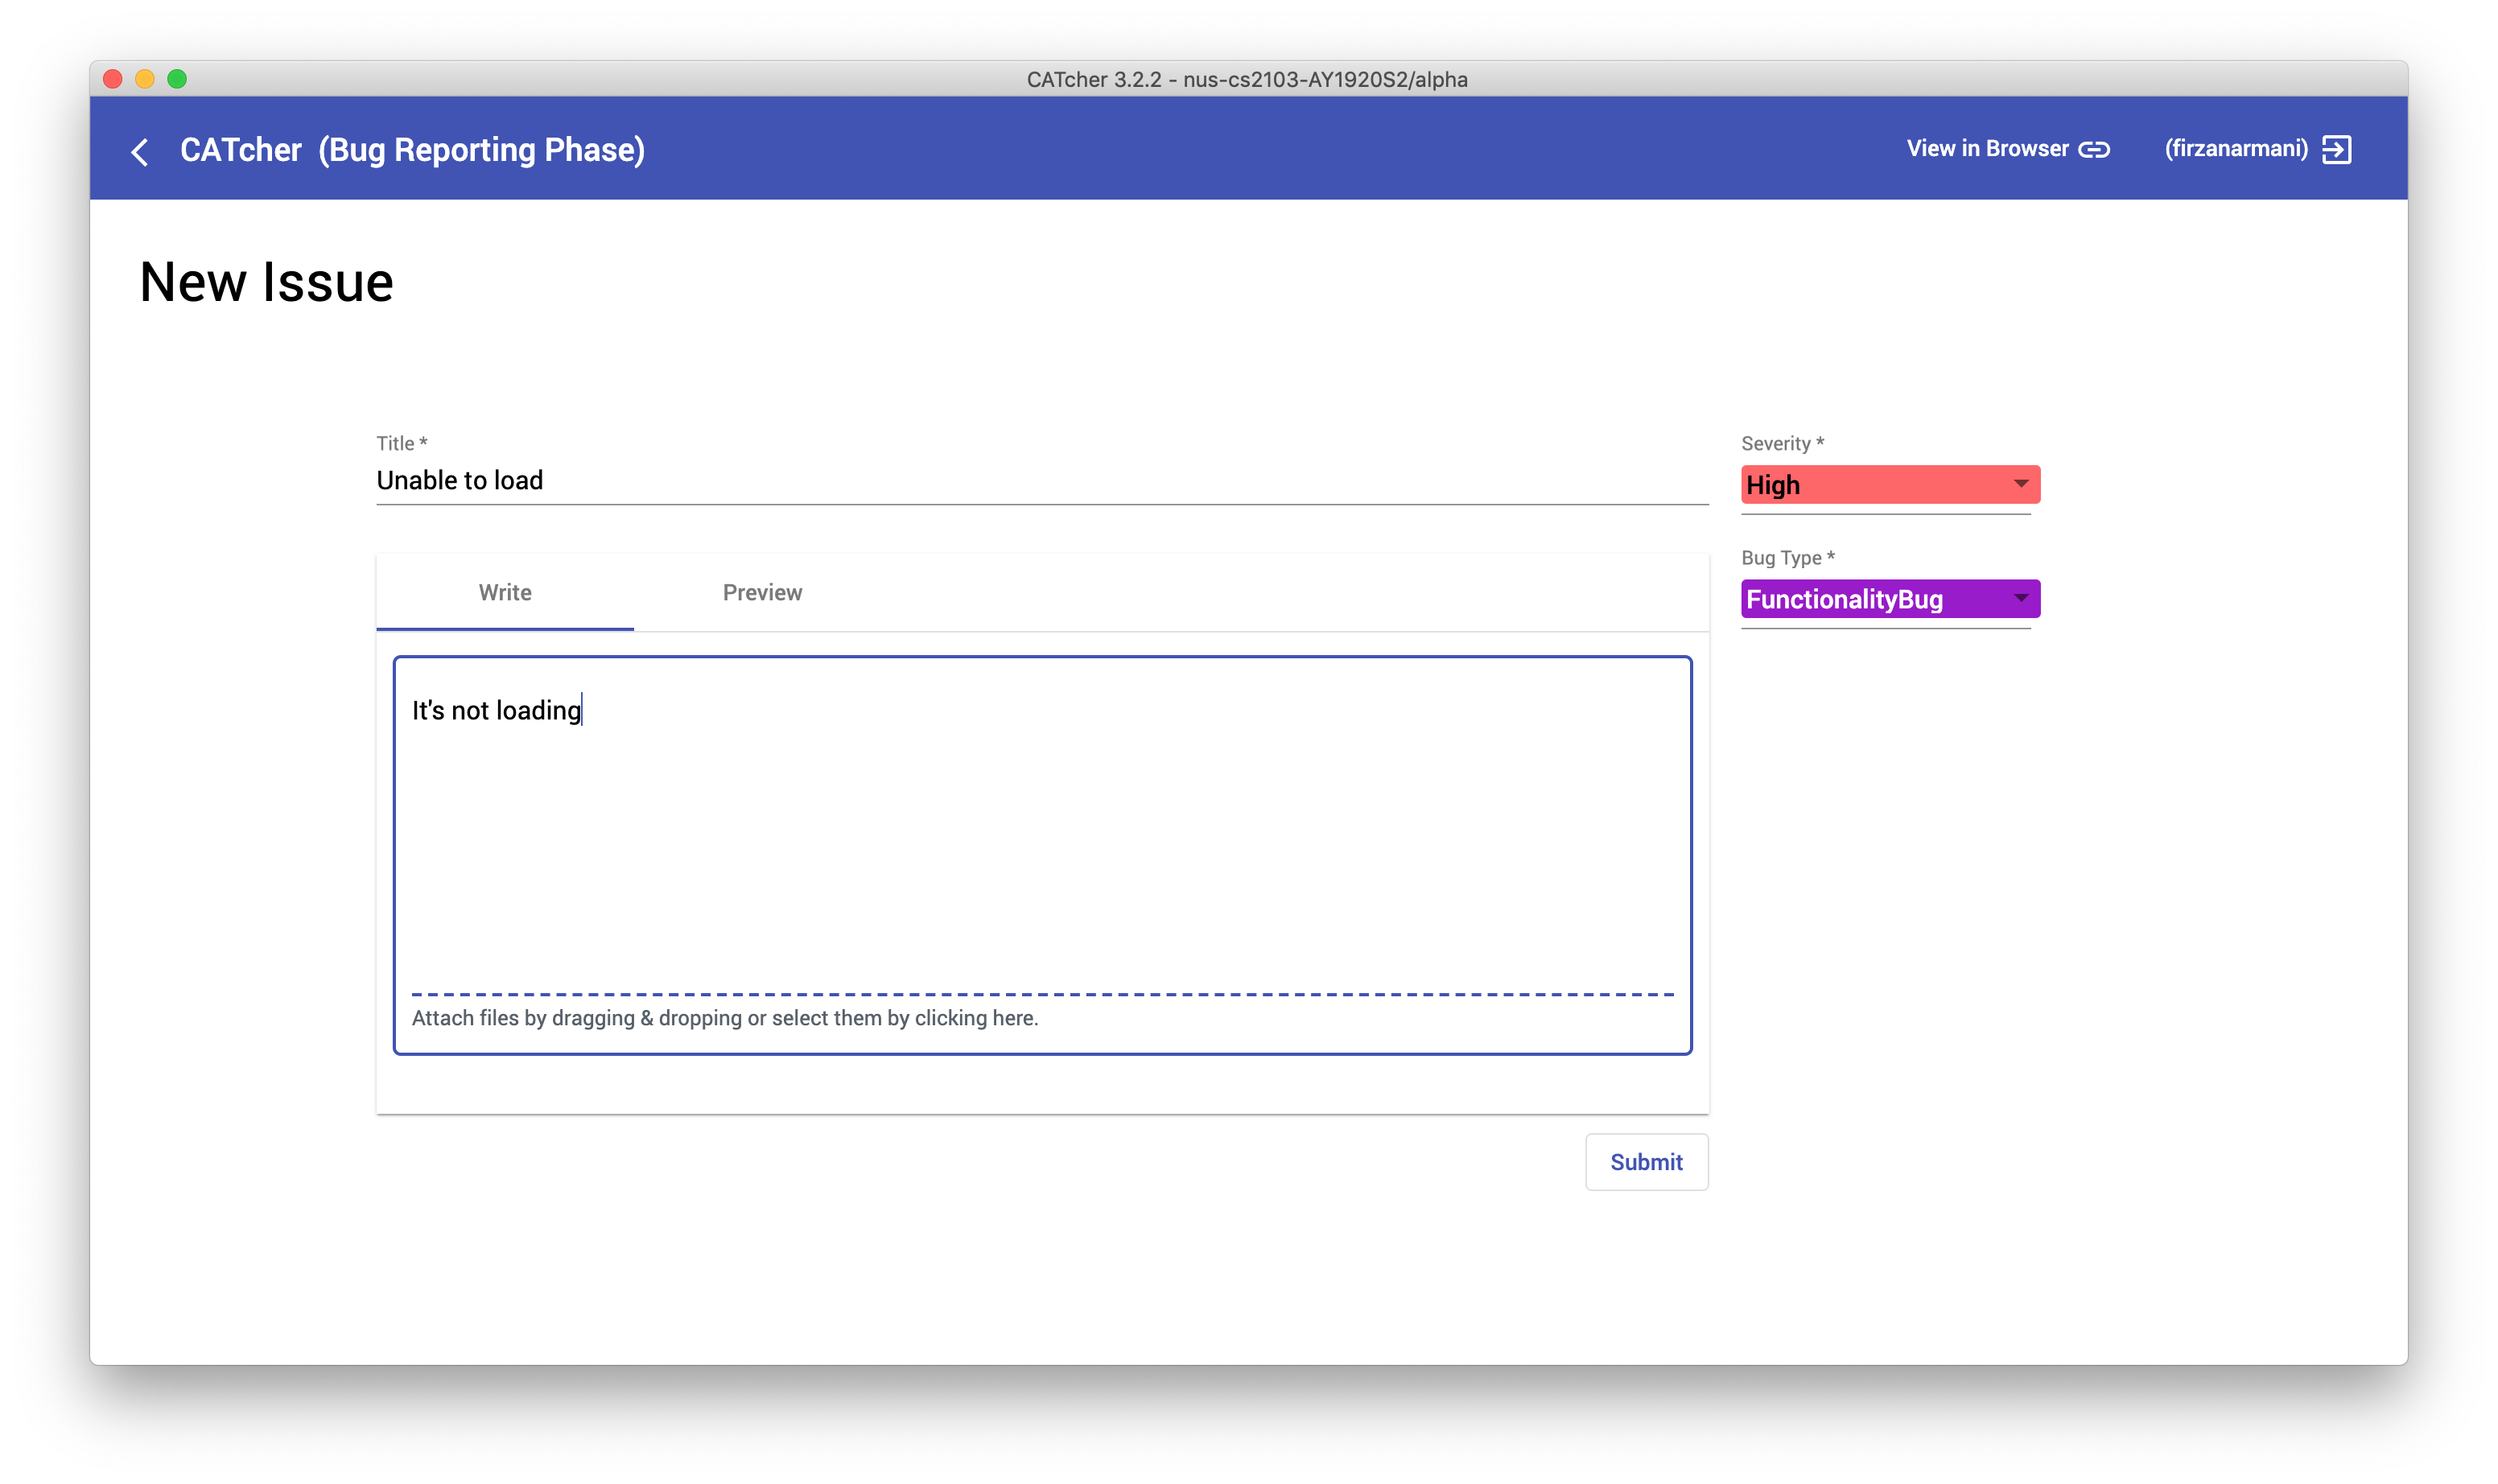 CATcher 3.2.2 - nus-cs2103-AY1920S2/alpha
CATcher (Bug Reporting Phase)
View in Browser
(firzanarmani)
New Issue
Title *
Unable to load
Severity *
High
Bug Type *
FunctionalityBug
Write
Preview
It's not loading
Attach files by dragging & dropping or select them by clicking here.
Submit